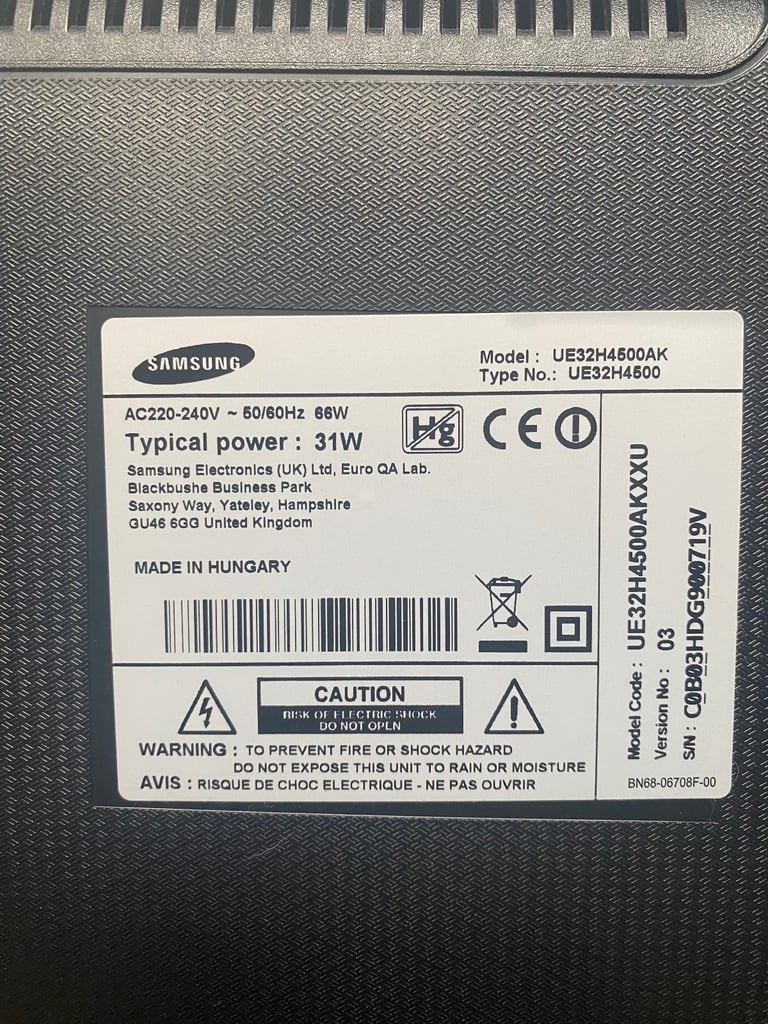 SAMSUNG
Model : UE32H4500AK
Type No.: UE32H4500
AC220-240V ~ 50/60Hz 66W
Typical power : 31W
Hg
CE
Samsung Electronics (UK) Ltd, Euro QA Lab.
Blackbushe Business Park
Saxony Way, Yateley, Hampshire
GU46 6GG United Kingdom
MADE IN HUNGARY
CAUTION
RISK OF ELECTRIC SHOCK
DO NOT OPEN
WARNING : TO PREVENT FIRE OR SHOCK HAZARD
DO NOT EXPOSE THIS UNIT TO RAIN OR MOISTURE
AVIS : RISQUE DE CHOC ELECTRIQUE - NE PAS OUVRIR
Model Code : UE32H4500AKXXU
Version No : 03
S/N : C0B03HDG900719V
BN68-06708F-00